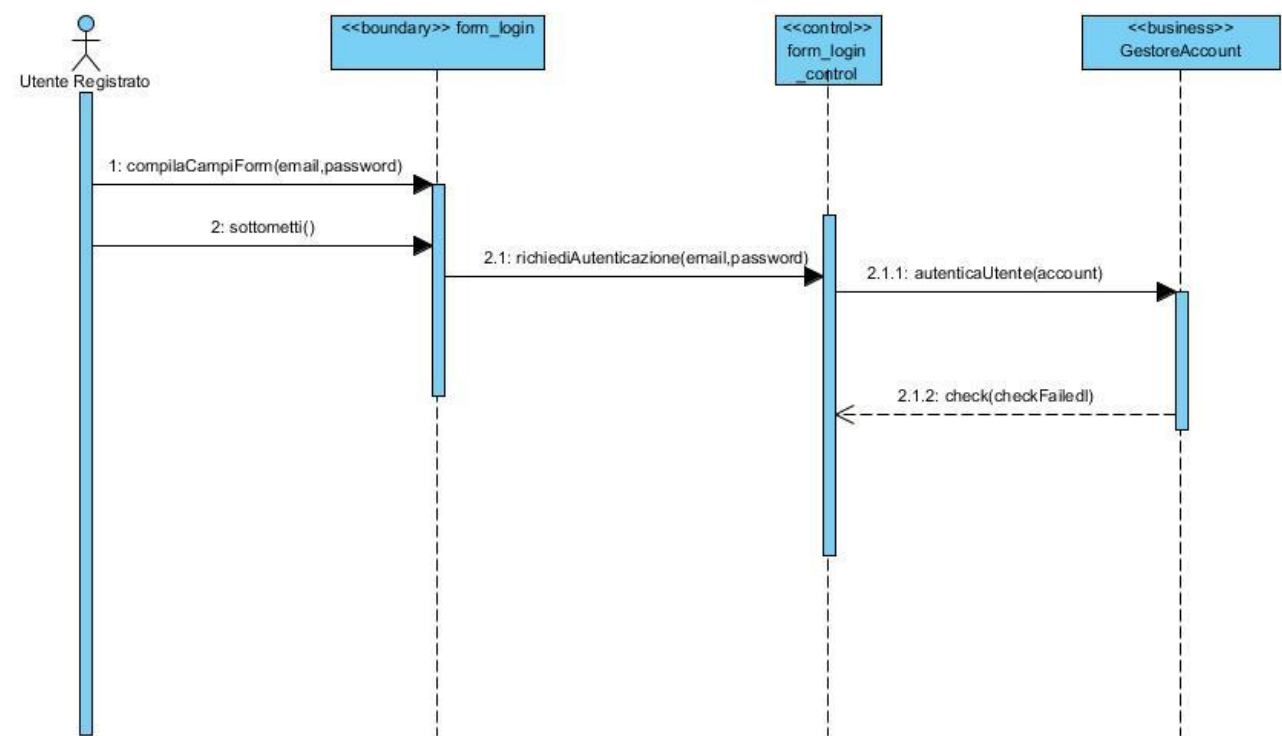 <<boundary>> form_login
<<control>>
form_login
_control
<<business>>
GestoreAccount
Utente Registrato
1: compilaCampiForm(email,password)
2: sottometti()
2.1: richiediAutenticazione(email,password)
2.1.1: autenticaUtente(account)
2.1.2: check(checkFailedI)